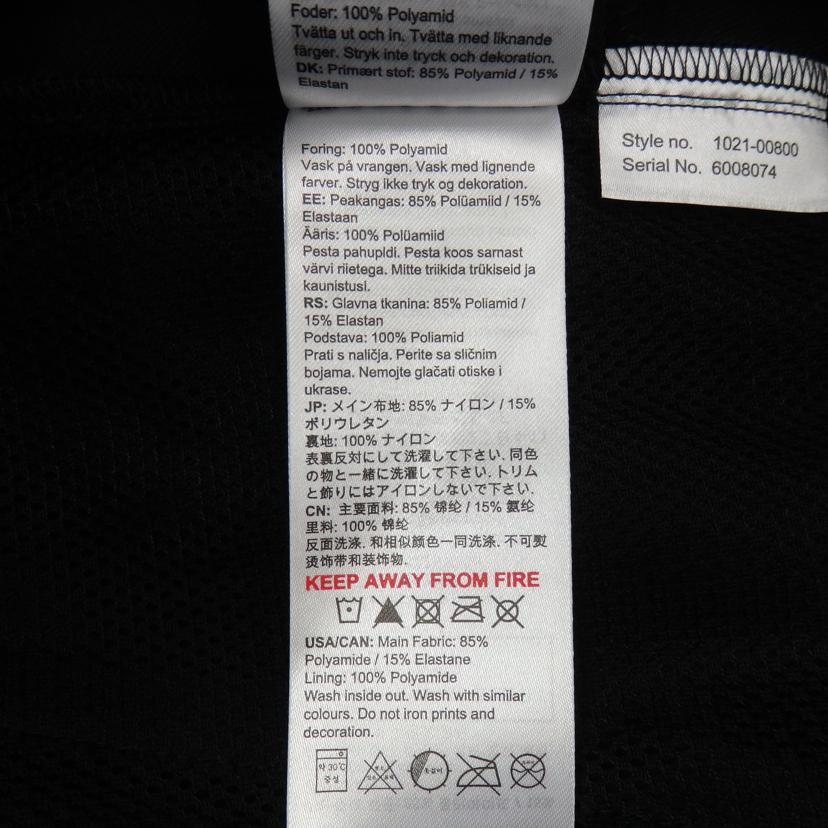 Foder: 100% Polyamid
Tvätta ut och in. Tvätta med liknande
färger. Stryk inte tryck och dekoration.
DK: Primært stof: 85% Polyamid / 15%
Elastan
Foring: 100% Polyamid
Vask på vrangen. Vask med lignende
farver. Stryg ikke tryk og dekoration.
EE: Peakangas: 85% Polüamiid / 15%
Elastaan
Ääris: 100% Polüamiid
Pesta pahupldi. Pesta koos sarnast
värvi riietega. Mitte triikida trükiseid ja
kaunistusi.
RS: Glavna tkanina: 85% Poliamid /
15% Elastan
Podstava: 100% Poliamid
Prati s naličja. Perite sa sličnim
bojama. Nemojte glačati otiske i
ukrase.
JP: メイン布地: 85% ナイロン / 15%
ポリウレタン
裏地: 100% ナイロン
表裏反対にして洗濯して下さい. 同色
の物と一緒に洗濯して下さい. トリム
と飾りにはアイロンしないで下さい.
CN: 主要面料: 85% 锦纶 / 15% 氨纶
里料: 100% 锦纶
反面洗涤. 和相似颜色一同洗涤. 不可熨
烫饰带和装饰物.
KEEP AWAY FROM FIRE
USA/CAN: Main Fabric: 85%
Polyamide / 15% Elastane
Lining: 100% Polyamide
Wash inside out. Wash with similar
colours. Do not iron prints and
decoration.
약 30℃
중성
Style no. 1021-00800
Serial No. 6008074